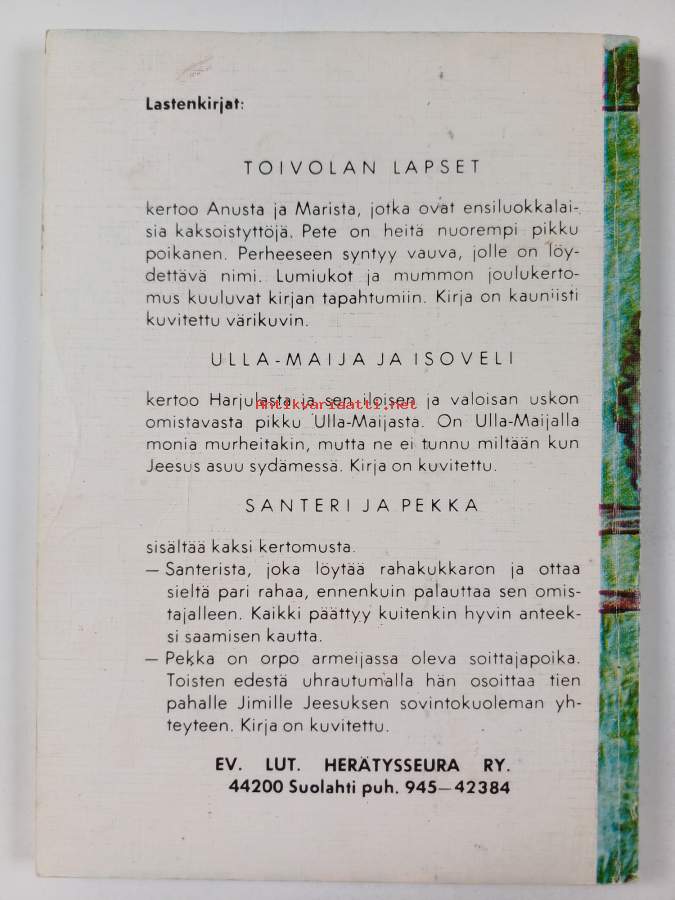 Lastenkirjat:
TOIVOLAN LAPSET
kertoo Anusta ja Marista, jotka ovat ensiluokkalai-
sia kaksoistyttöjä. Pete on heitä nuorempi pikku
poikanen. Perheeseen syntyy vauva, jolle on löy-
dettävä nimi. Lumiukot ja mummon joulukerto-
mus kuuluvat kirjan tapahtumiin. Kirja on kauniisti
kuvitettu värikuvin.
ULLA-MAIJA JA ISOVELI
kertoo Harjulasta ja sen iloisen ja valoisan uskon
Antikvariaatti.net
omistavasta pikku Ulla-Maijasta. On Ulla-Maijalla
monia murheitakin, mutta ne ei tunnu miltään kun
Jeesus asuu sydämessä. Kirja on kuvitettu.
SANTERI JA PEKKA
sisältää kaksi kertomusta.
— Santerista, joka löytää rahakukkaron ja ottaa
sieltä pari rahaa, ennenkuin palauttaa sen omis-
tajalleen. Kaikki päättyy kuitenkin hyvin anteek-
si saamisen kautta.
— Pekka on orpo armeijassa oleva soittajapoika.
Toisten edestä uhrautumalla hän osoittaa tien
pahalle Jimille Jeesuksen sovintokuoleman yh-
teyteen. Kirja on kuvitettu.
EV. LUT. HERÄTYSSEURA RY.
44200 Suolahti puh. 945—42384